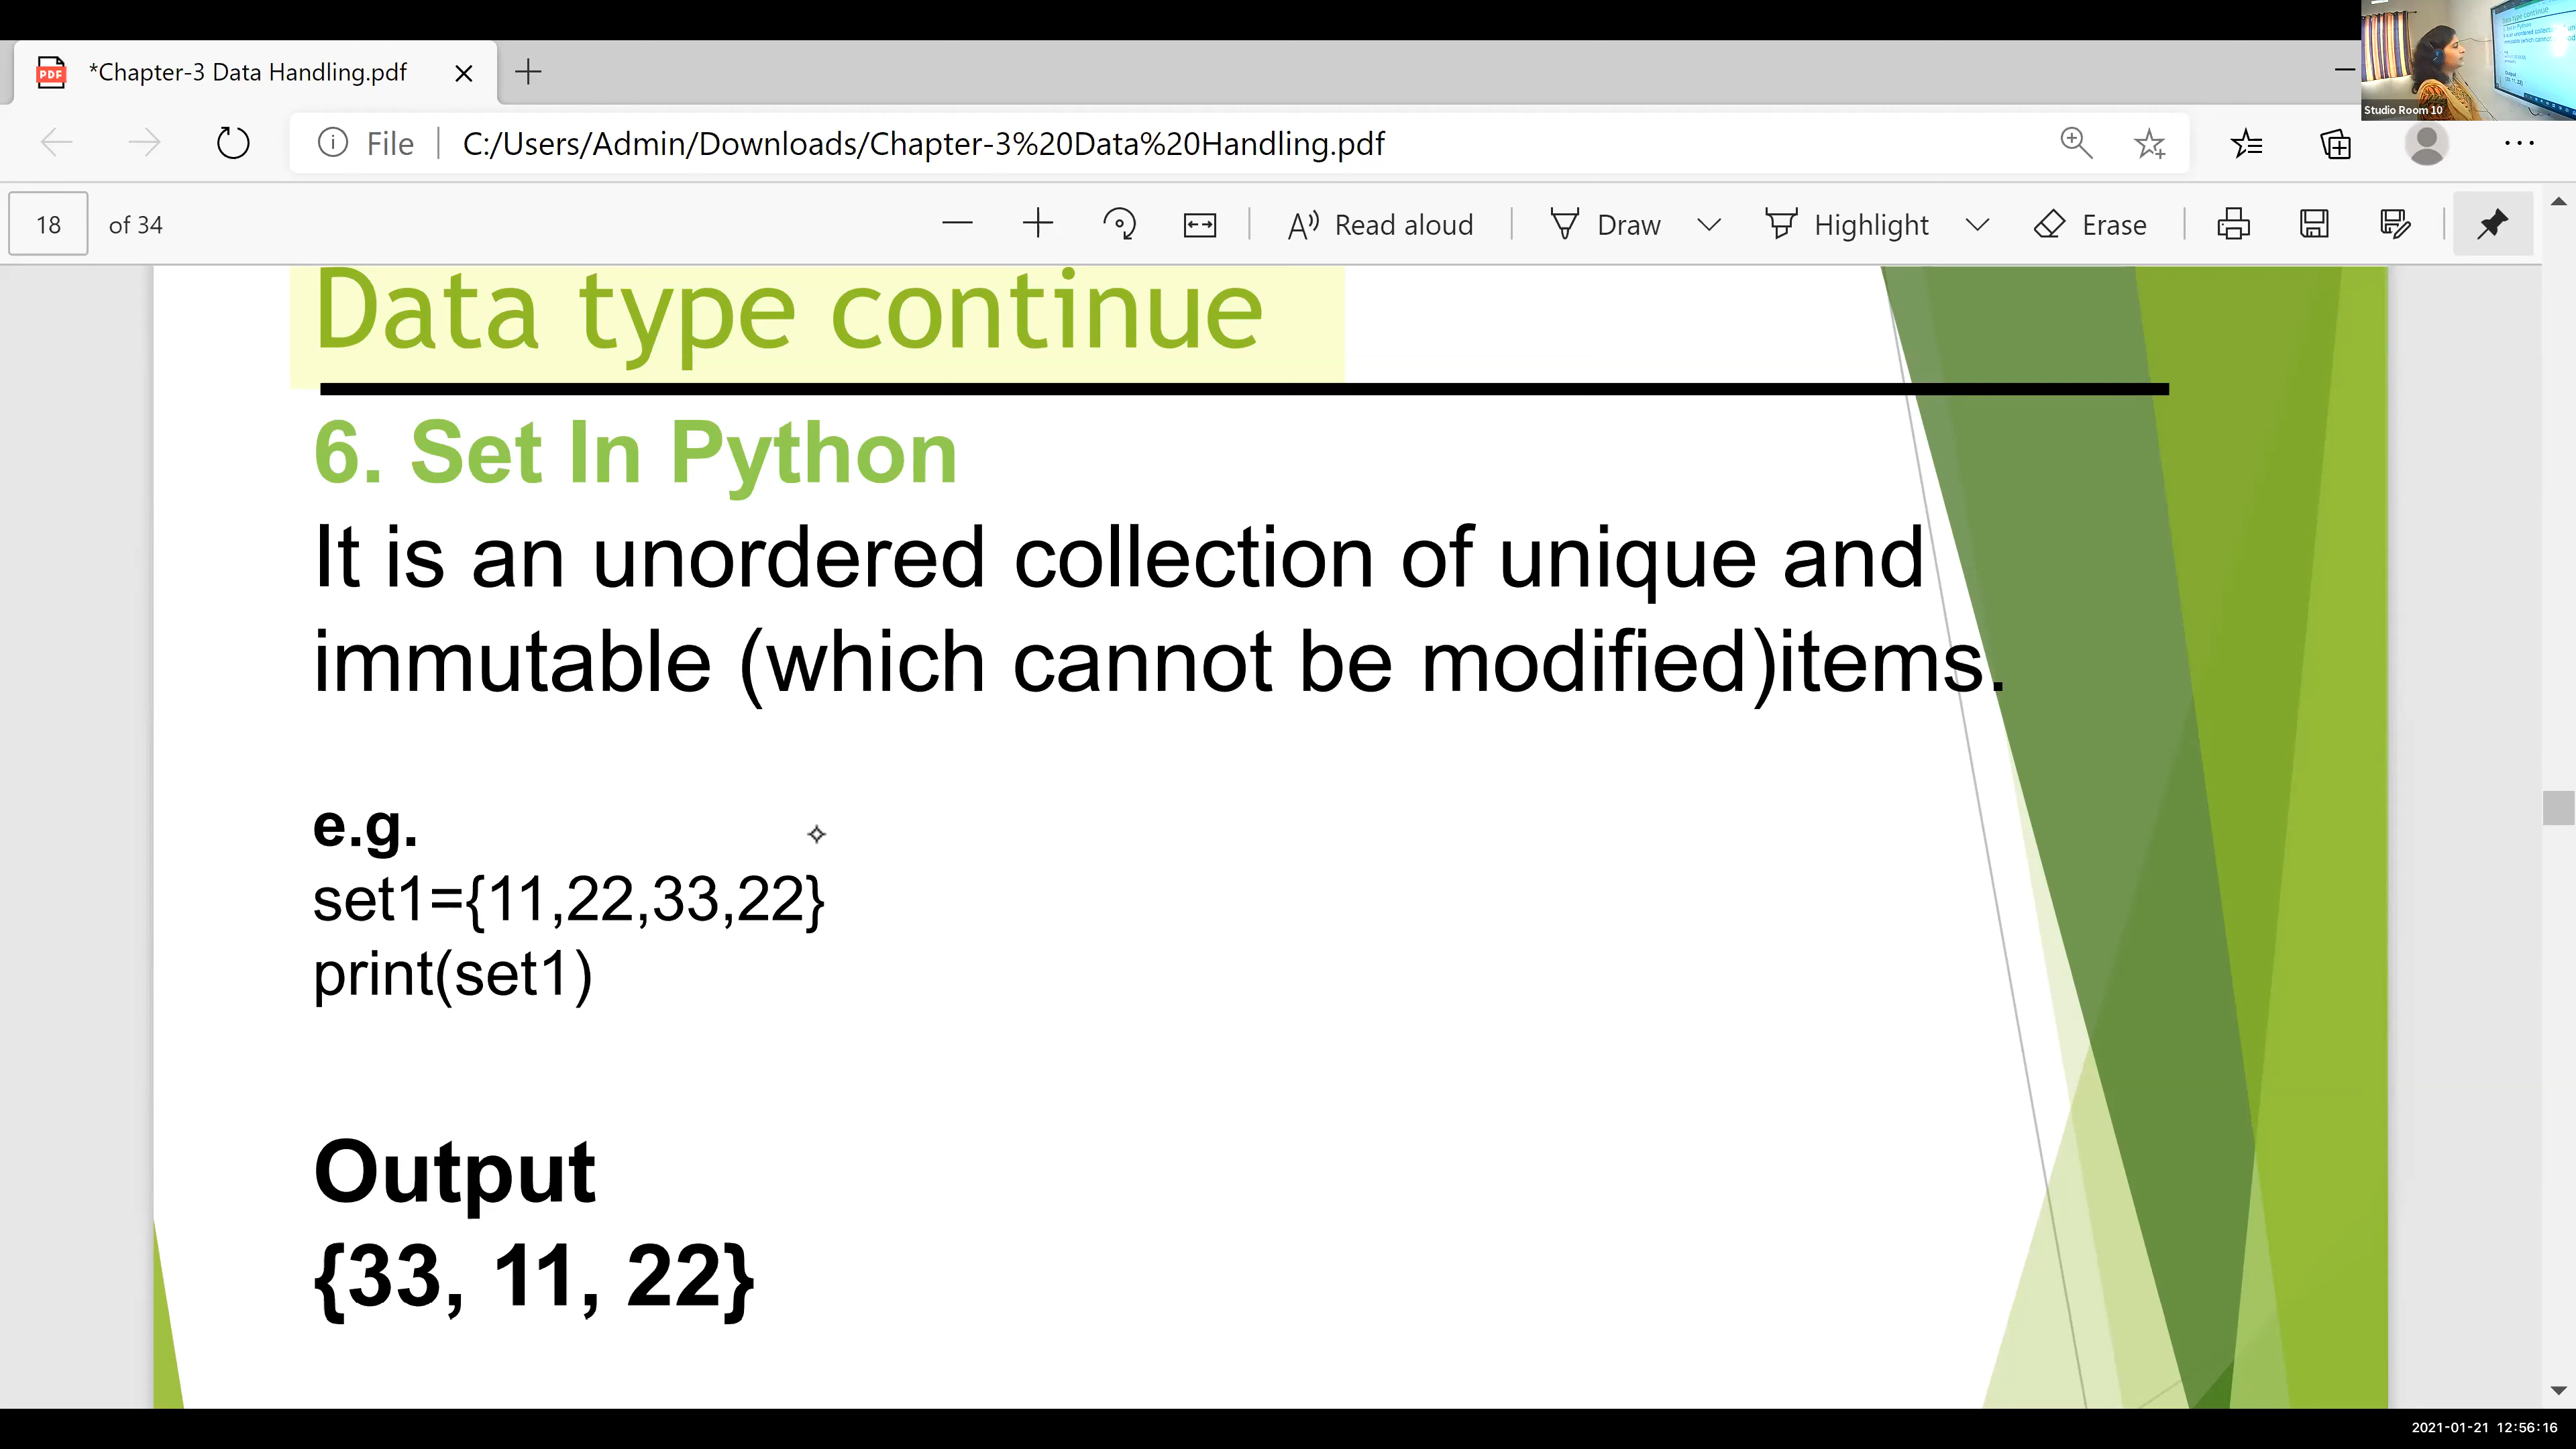 *Chapter-3 Data Handling.pdf
File
C:/Users/Admin/Downloads/Chapter-3%20Data%20Handling.pdf
Studio Room 10
18 of 34
Read aloud
Draw
Highlight
Erase
Data type continue
6. Set In Python
It is an unordered collection of unique and
immutable (which cannot be modified)items.
e.g.
set1={11,22,33,22}
print(set1)
Output
{33, 11, 22}
2021-01-21 12:56:16